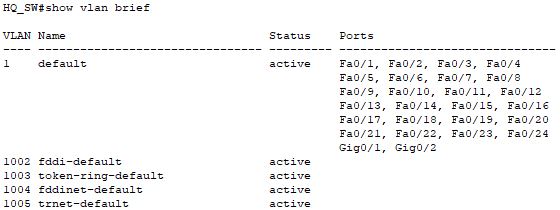 HQ_SW#show vlan brief
VLAN Name                             Status    Ports
---- -------------------------------- --------- -------------------------------
1    default                          active    Fa0/1, Fa0/2, Fa0/3, Fa0/4
                                                Fa0/5, Fa0/6, Fa0/7, Fa0/8
                                                Fa0/9, Fa0/10, Fa0/11, Fa0/12
                                                Fa0/13, Fa0/14, Fa0/15, Fa0/16
                                                Fa0/17, Fa0/18, Fa0/19, Fa0/20
                                                Fa0/21, Fa0/22, Fa0/23, Fa0/24
                                                Gig0/1, Gig0/2
1002 fddi-default                     active
1003 token-ring-default               active
1004 fddinet-default                  active
1005 trnet-default                    active